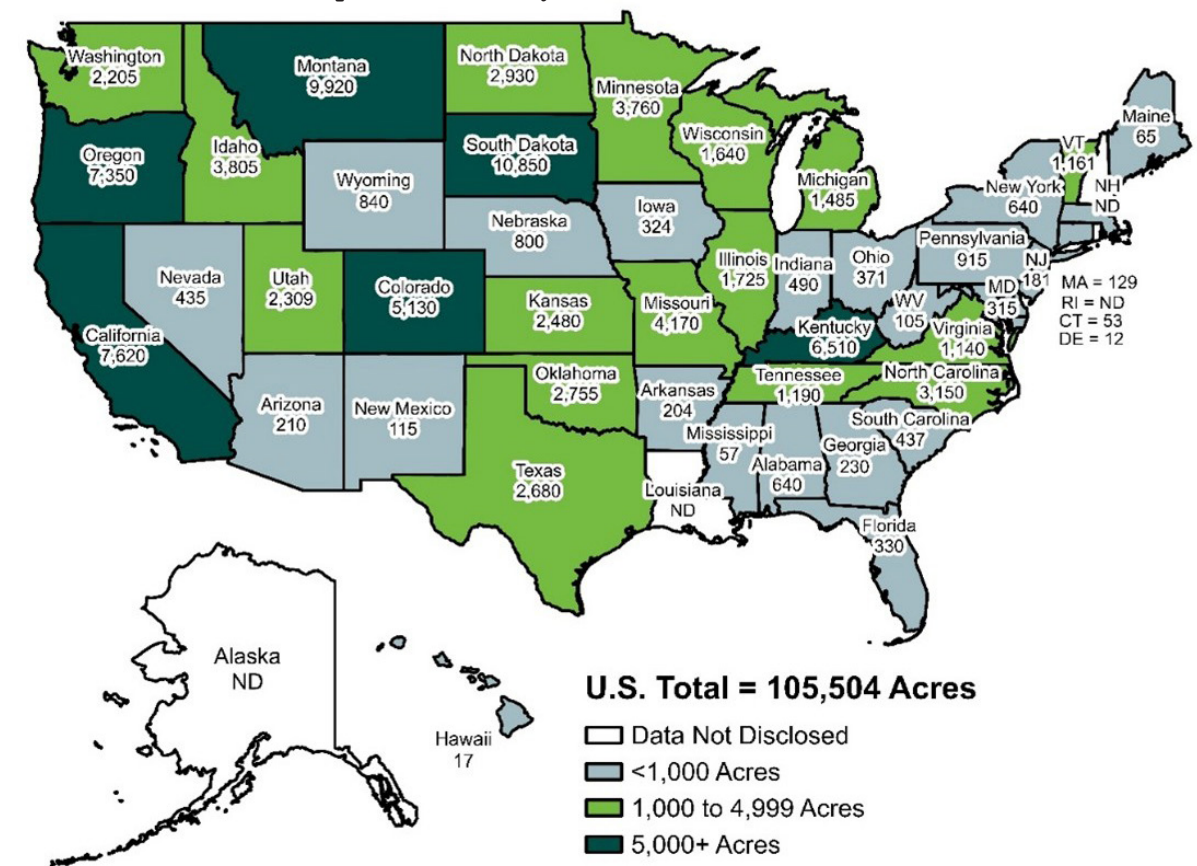 Washington
2,205
Montana
9,920
North Dakota
2,930
Minnesota
3,760
Maine
65
Oregon
7,350
Idaho
3,805
South Dakota
10,850
Wisconsin
1,640
VT
1,161
Wyoming
840
Michigan
1,485
New York
640
NH
ND
Nebraska
800
Iowa
324
Pennsylvania
915
NJ
181
Nevada
435
Utah
2,309
Colorado
5,130
Kansas
2,480
Missouri
4,170
Illinois
1,725
Indiana
490
Ohio
371
WV
105
MD
315
MA = 129
RI = ND
CT = 53
DE = 12
California
7,620
Kentucky
6,510
Virginia
1,140
Arizona
210
New Mexico
115
Oklahoma
2,755
Arkansas
204
Tennessee
1,190
North Carolina
3,150
South Carolina
437
Mississippi
57
Alabama
640
Georgia
230
Texas
2,680
Louisiana
ND
Florida
330
Alaska
ND
Hawaii
17
U.S. Total = 105,504 Acres
Data Not Disclosed
<1,000 Acres
1,000 to 4,999 Acres
5,000+ Acres